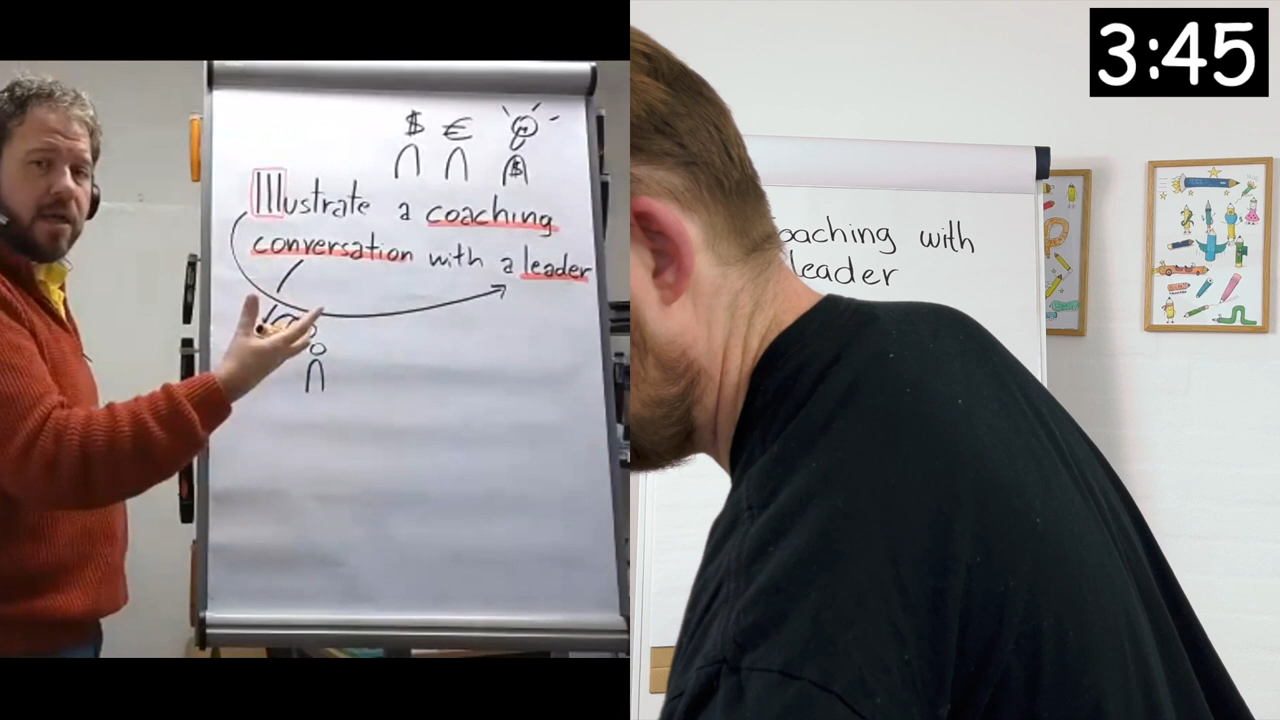 $ €
$
Illustrate a coaching
conversation with a leader
3:45
oaching with
leader